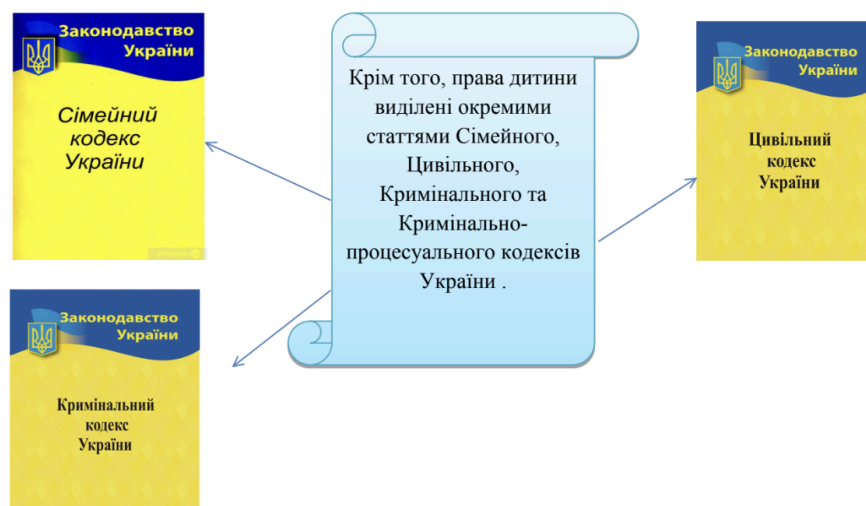 Законодавство
України
Сімейний
кодекс
України
Крім того, права дитини
виділені окремими
статтями Сімейного,
Цивільного,
Кримінального та
Кримінально-
процесуального кодексів
України .
Законодавство
України
Цивільний
кодекс
України
Законодавство
України
Кримінальний
кодекс
України